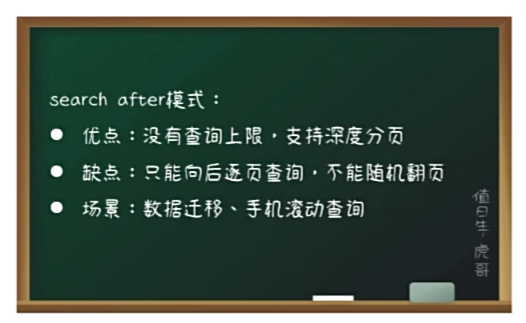 search after模式：
● 优点：没有查询上限，支持深度分页
● 缺点：只能向后逐页查询，不能随机翻页
● 场景：数据迁移、手机滚动查询
值日生：虎哥